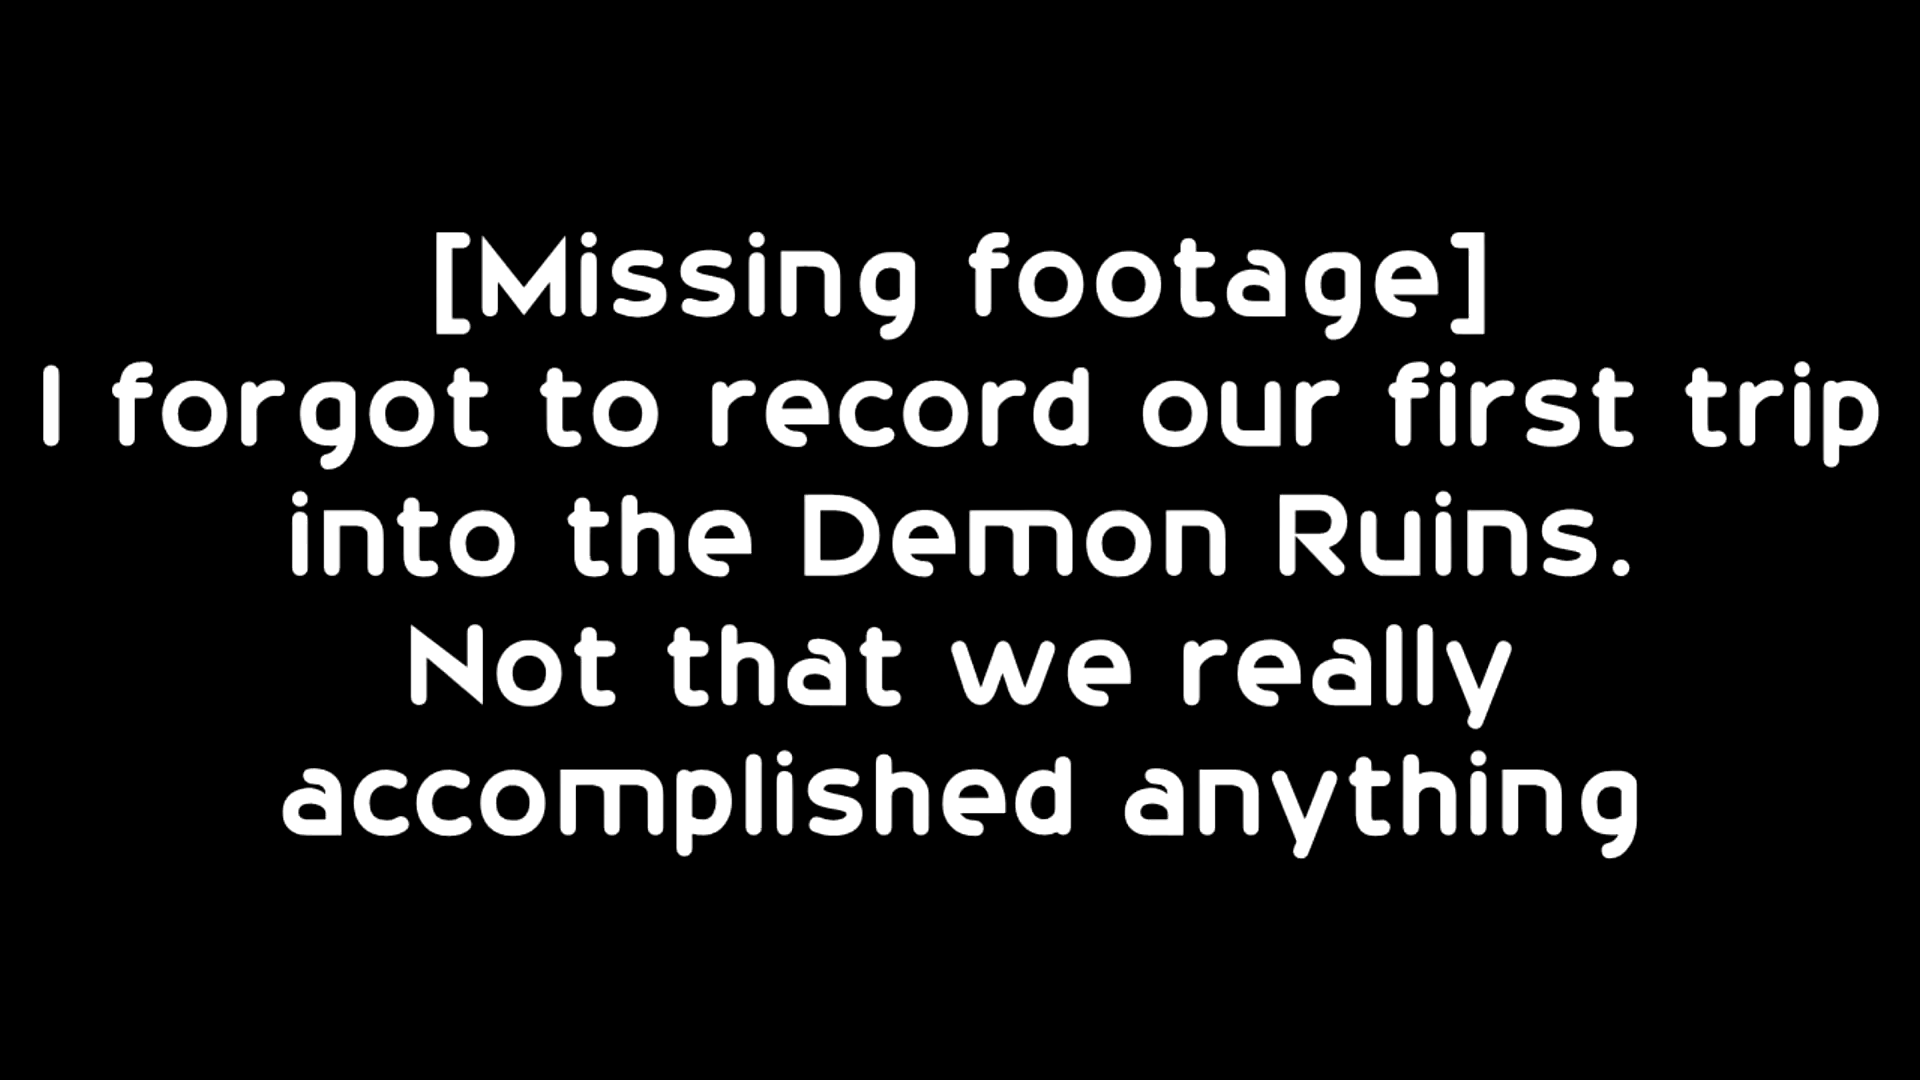 [Missing footage]
I forgot to record our first trip
into the Demon Ruins.
Not that we really
accomplished anything